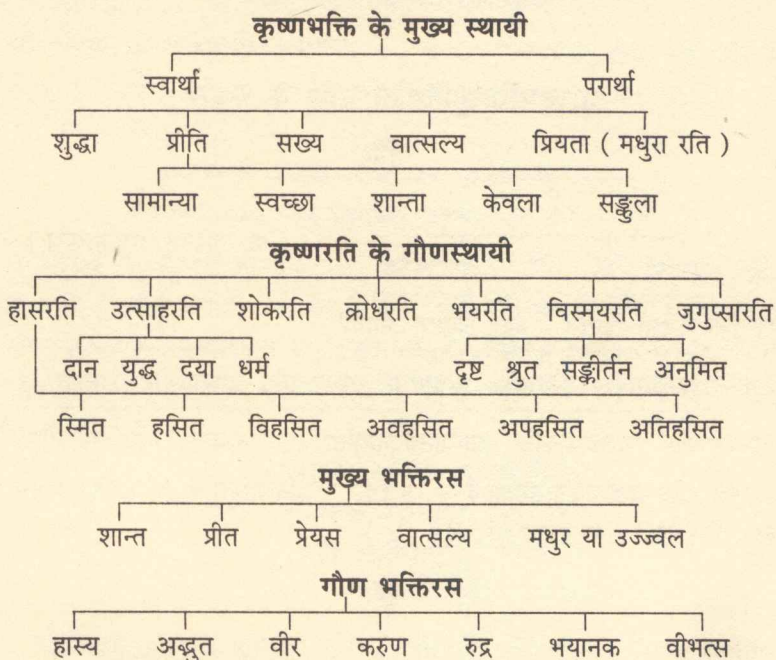 कृष्णभक्ति के मुख्य स्थायी
स्वार्था परार्था
शुद्धा प्रीति सख्य वात्सल्य प्रियता ( मधुरा रति )
सामान्या स्वच्छा शान्ता केवला सङ्कुला
कृष्णरति के गौणस्थायी
हासरति उत्साहरति शोकरति क्रोधरति भयरति विस्मयरति जुगुप्सारति
दान युद्ध दया धर्म दृष्ट श्रुत सङ्कीर्तन अनुमित
स्मित हसित विहसित अवहसित अपहसित अतिहसित
मुख्य भक्तिरस
शान्त प्रीत प्रेयस वात्सल्य मधुर या उज्ज्वल
गौण भक्तिरस
हास्य अद्भुत वीर करुण रुद्र भयानक वीभत्स